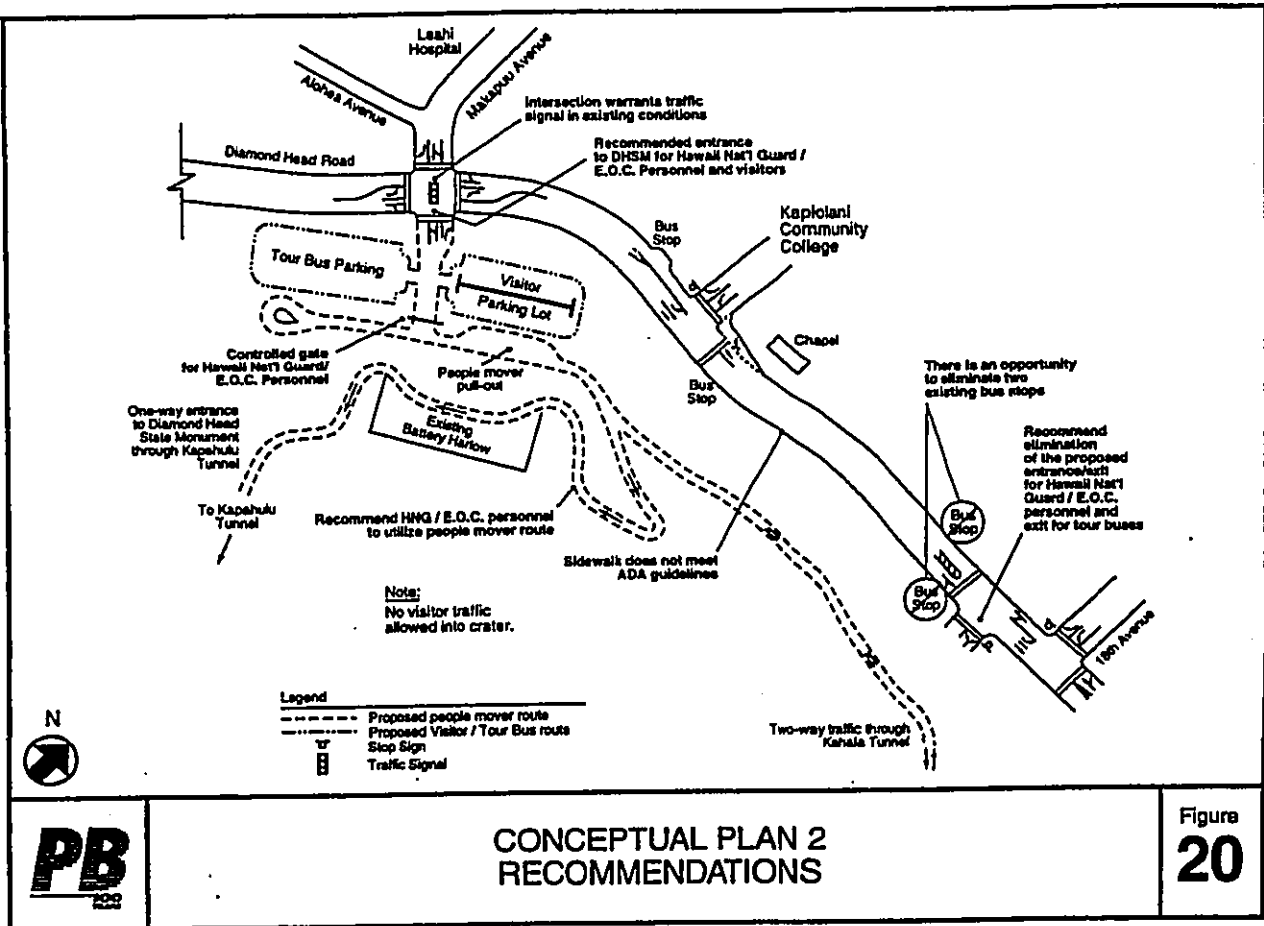 Leahi
Hospital
Alohea Avenue
Makapuu Avenue
Intersection warrants traffic
signal in existing conditions
Diamond Head Road
Recommended entrance
to DHSM for Hawaii Nat'l Guard /
E.O.C. Personnel and visitors
Bus
Stop
Kapiolani
Community
College
Tour Bus Parking
Visitor
Parking Lot
Chapel
Controlled gate
for Hawaii Nat'l Guard/
E.O.C. Personnel
People mover
pull-out
Bus
Stop
There is an opportunity
to eliminate two
existing bus stops
One-way entrance
to Diamond Head
State Monument
through Kapahulu
Tunnel
Existing
Battery Harlow
Recommend
elimination
of the proposed
entrance/exit
for Hawaii Nat'l
Guard / E.O.C.
personnel and
exit for tour buses
To Kapahulu
Tunnel
Recommend HNG / E.O.C. personnel
to utilize people mover route
Bus
Stop
Sidewalk does not meet
ADA guidelines
Bus
Stop
Note:
No visitor traffic
allowed into crater.
18th Avenue
Legend
Proposed people mover route
Proposed Visitor / Tour Bus routes
Stop Sign
Traffic Signal
Two-way traffic through
Kahala Tunnel
N
PB
100
YEARS
CONCEPTUAL PLAN 2
RECOMMENDATIONS
Figure
20